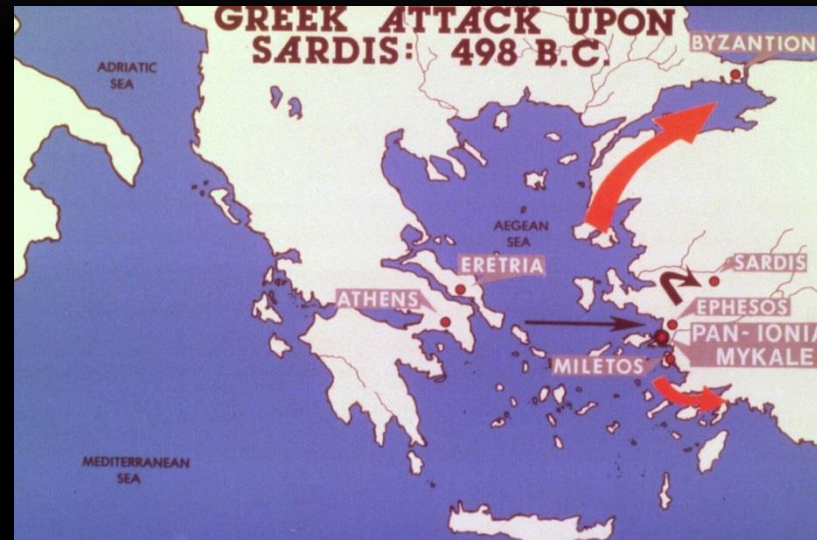 GREEK ATTACK UPON
SARDIS: 498 B.C.
BYZANTION
ADRIATIC
SEA
AEGEAN
SEA
ERETRIA
SARDIS
ATHENS
EPHESOS
PAN-IONIA
MYKALE
MILETOS
MEDITERRANEAN
SEA